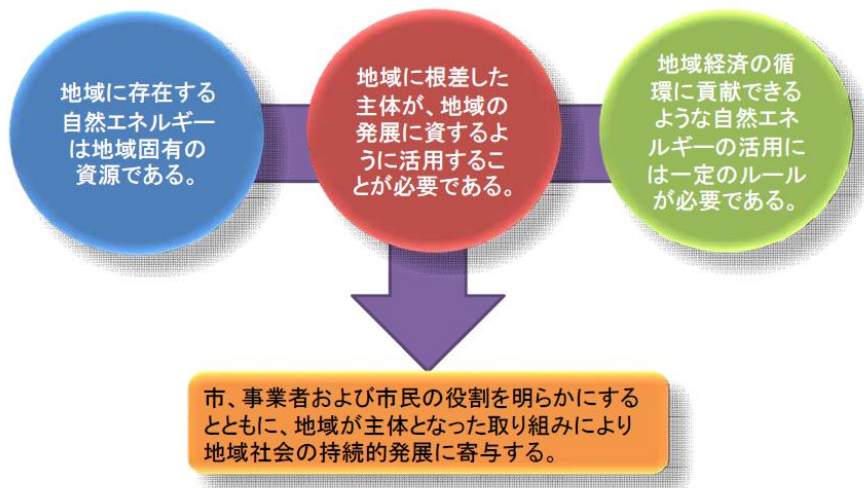 地域に存在する
自然エネルギー
は地域固有の
資源である。
地域に根差した
主体が、地域の
発展に資するよ
うに活用するこ
とが必要である。
地域経済の循
環に貢献できる
ような自然エネ
ルギーの活用に
は一定のルール
が必要である。
市、事業者および市民の役割を明らかにする
とともに、地域が主体となった取り組みにより
地域社会の持続的発展に寄与する。